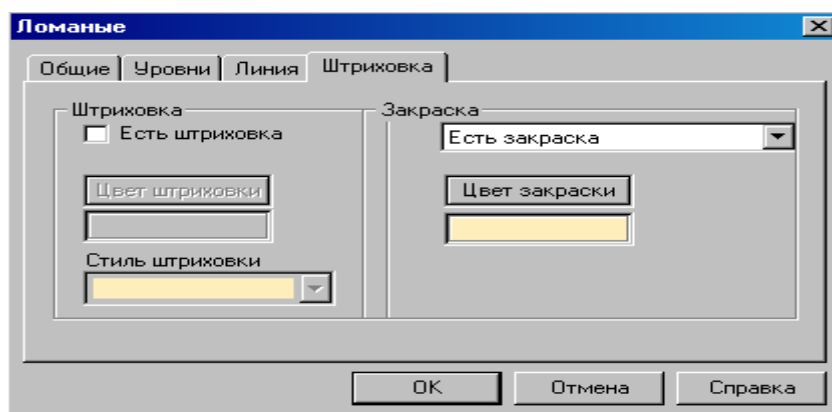 Ломаные
Общие Уровни Линия Штриховка
Штриховка
Есть штриховка
Цвет штриховки
Стиль штриховки
Закраска
Есть закраска
Цвет закраски
OK Отмена Справка